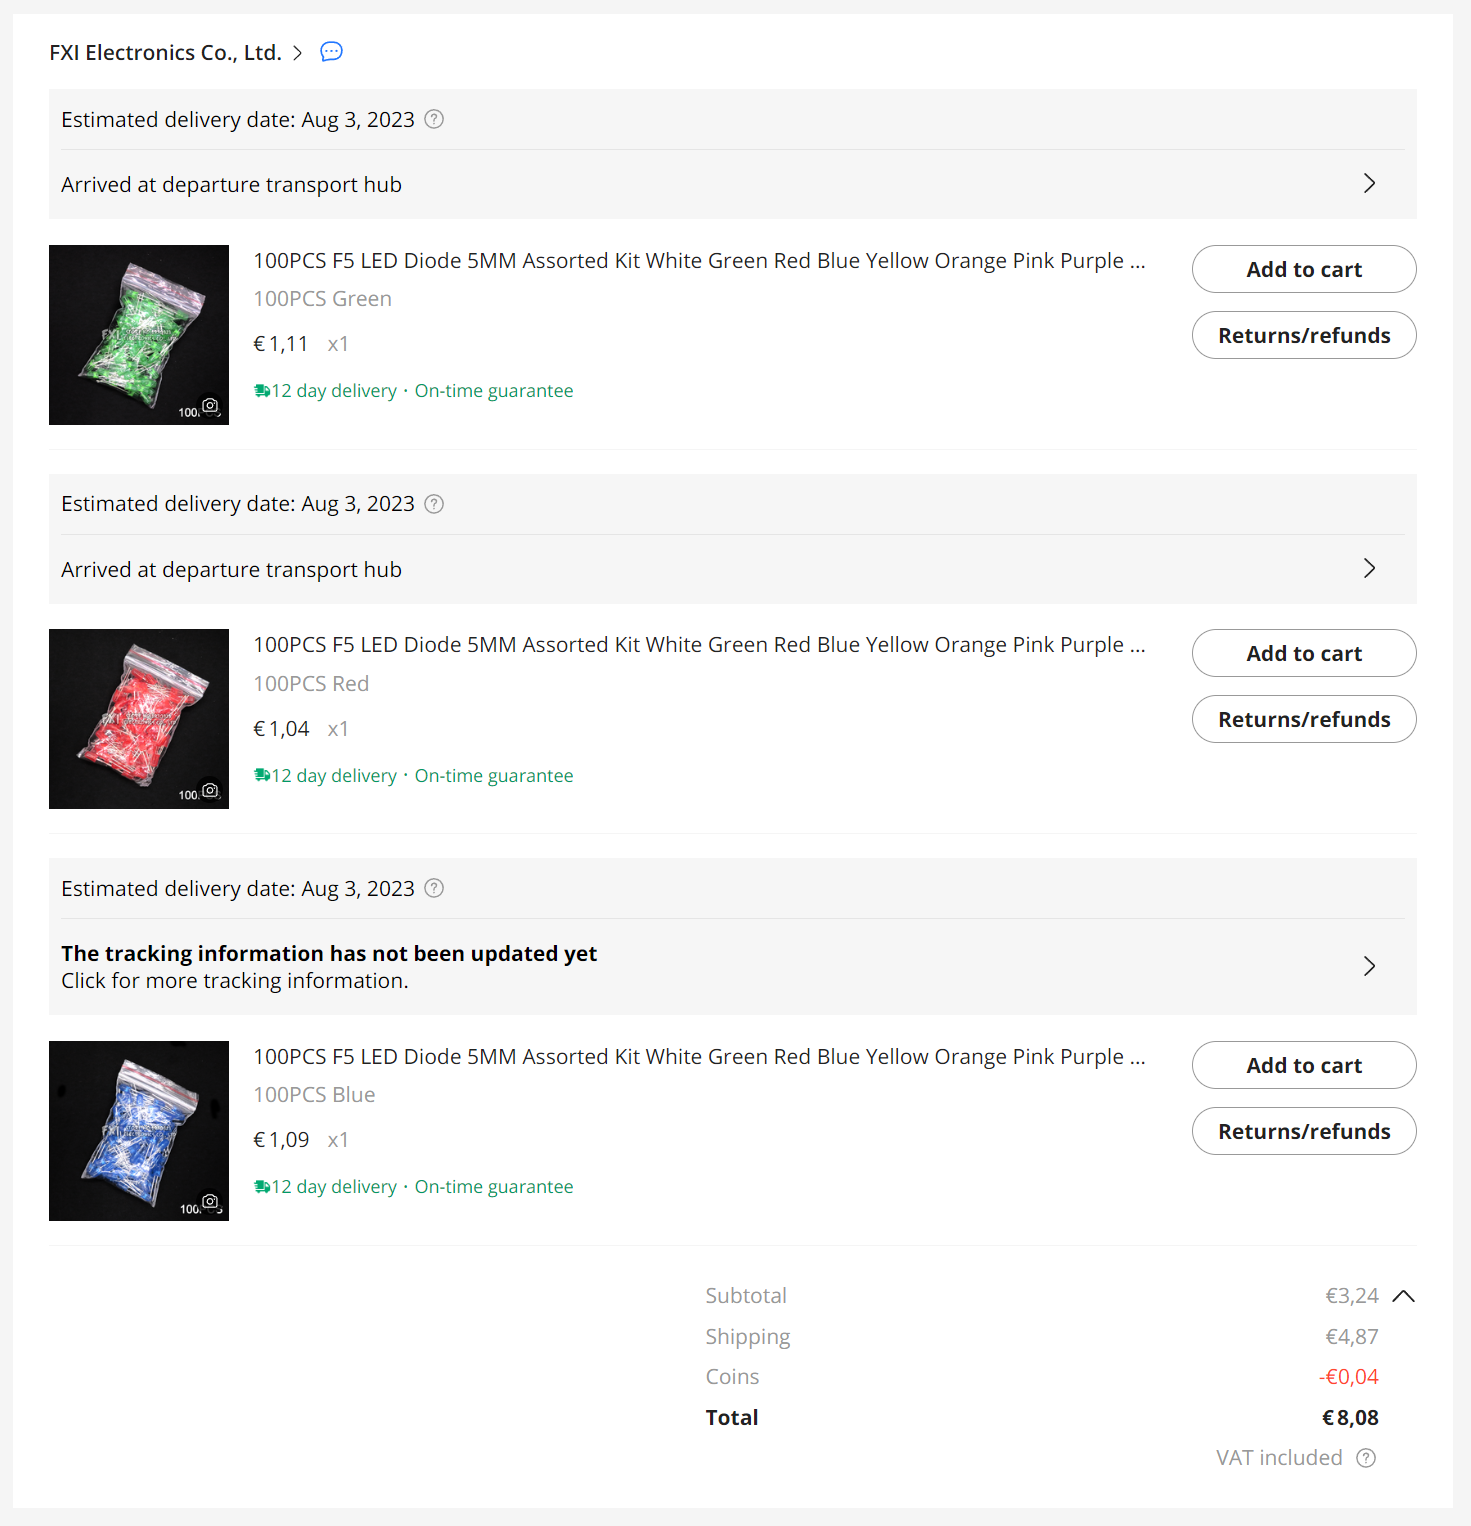 FXI Electronics Co., Ltd.
Estimated delivery date: Aug 3, 2023
Arrived at departure transport hub
100PCS F5 LED Diode 5MM Assorted Kit White Green Red Blue Yellow Orange Pink Purple ...
Add to cart
100PCS Green
Returns/refunds
€ 1,11 x1
12 day delivery · On-time guarantee
FXI
100
Estimated delivery date: Aug 3, 2023
Arrived at departure transport hub
100PCS F5 LED Diode 5MM Assorted Kit White Green Red Blue Yellow Orange Pink Purple ...
Add to cart
100PCS Red
Returns/refunds
€ 1,04 x1
12 day delivery · On-time guarantee
FXI
100
Estimated delivery date: Aug 3, 2023
The tracking information has not been updated yet
Click for more tracking information.
100PCS F5 LED Diode 5MM Assorted Kit White Green Red Blue Yellow Orange Pink Purple ...
Add to cart
100PCS Blue
Returns/refunds
€ 1,09 x1
12 day delivery · On-time guarantee
FXI
100
Subtotal €3,24
Shipping €4,87
Coins -€0,04
Total € 8,08
VAT included